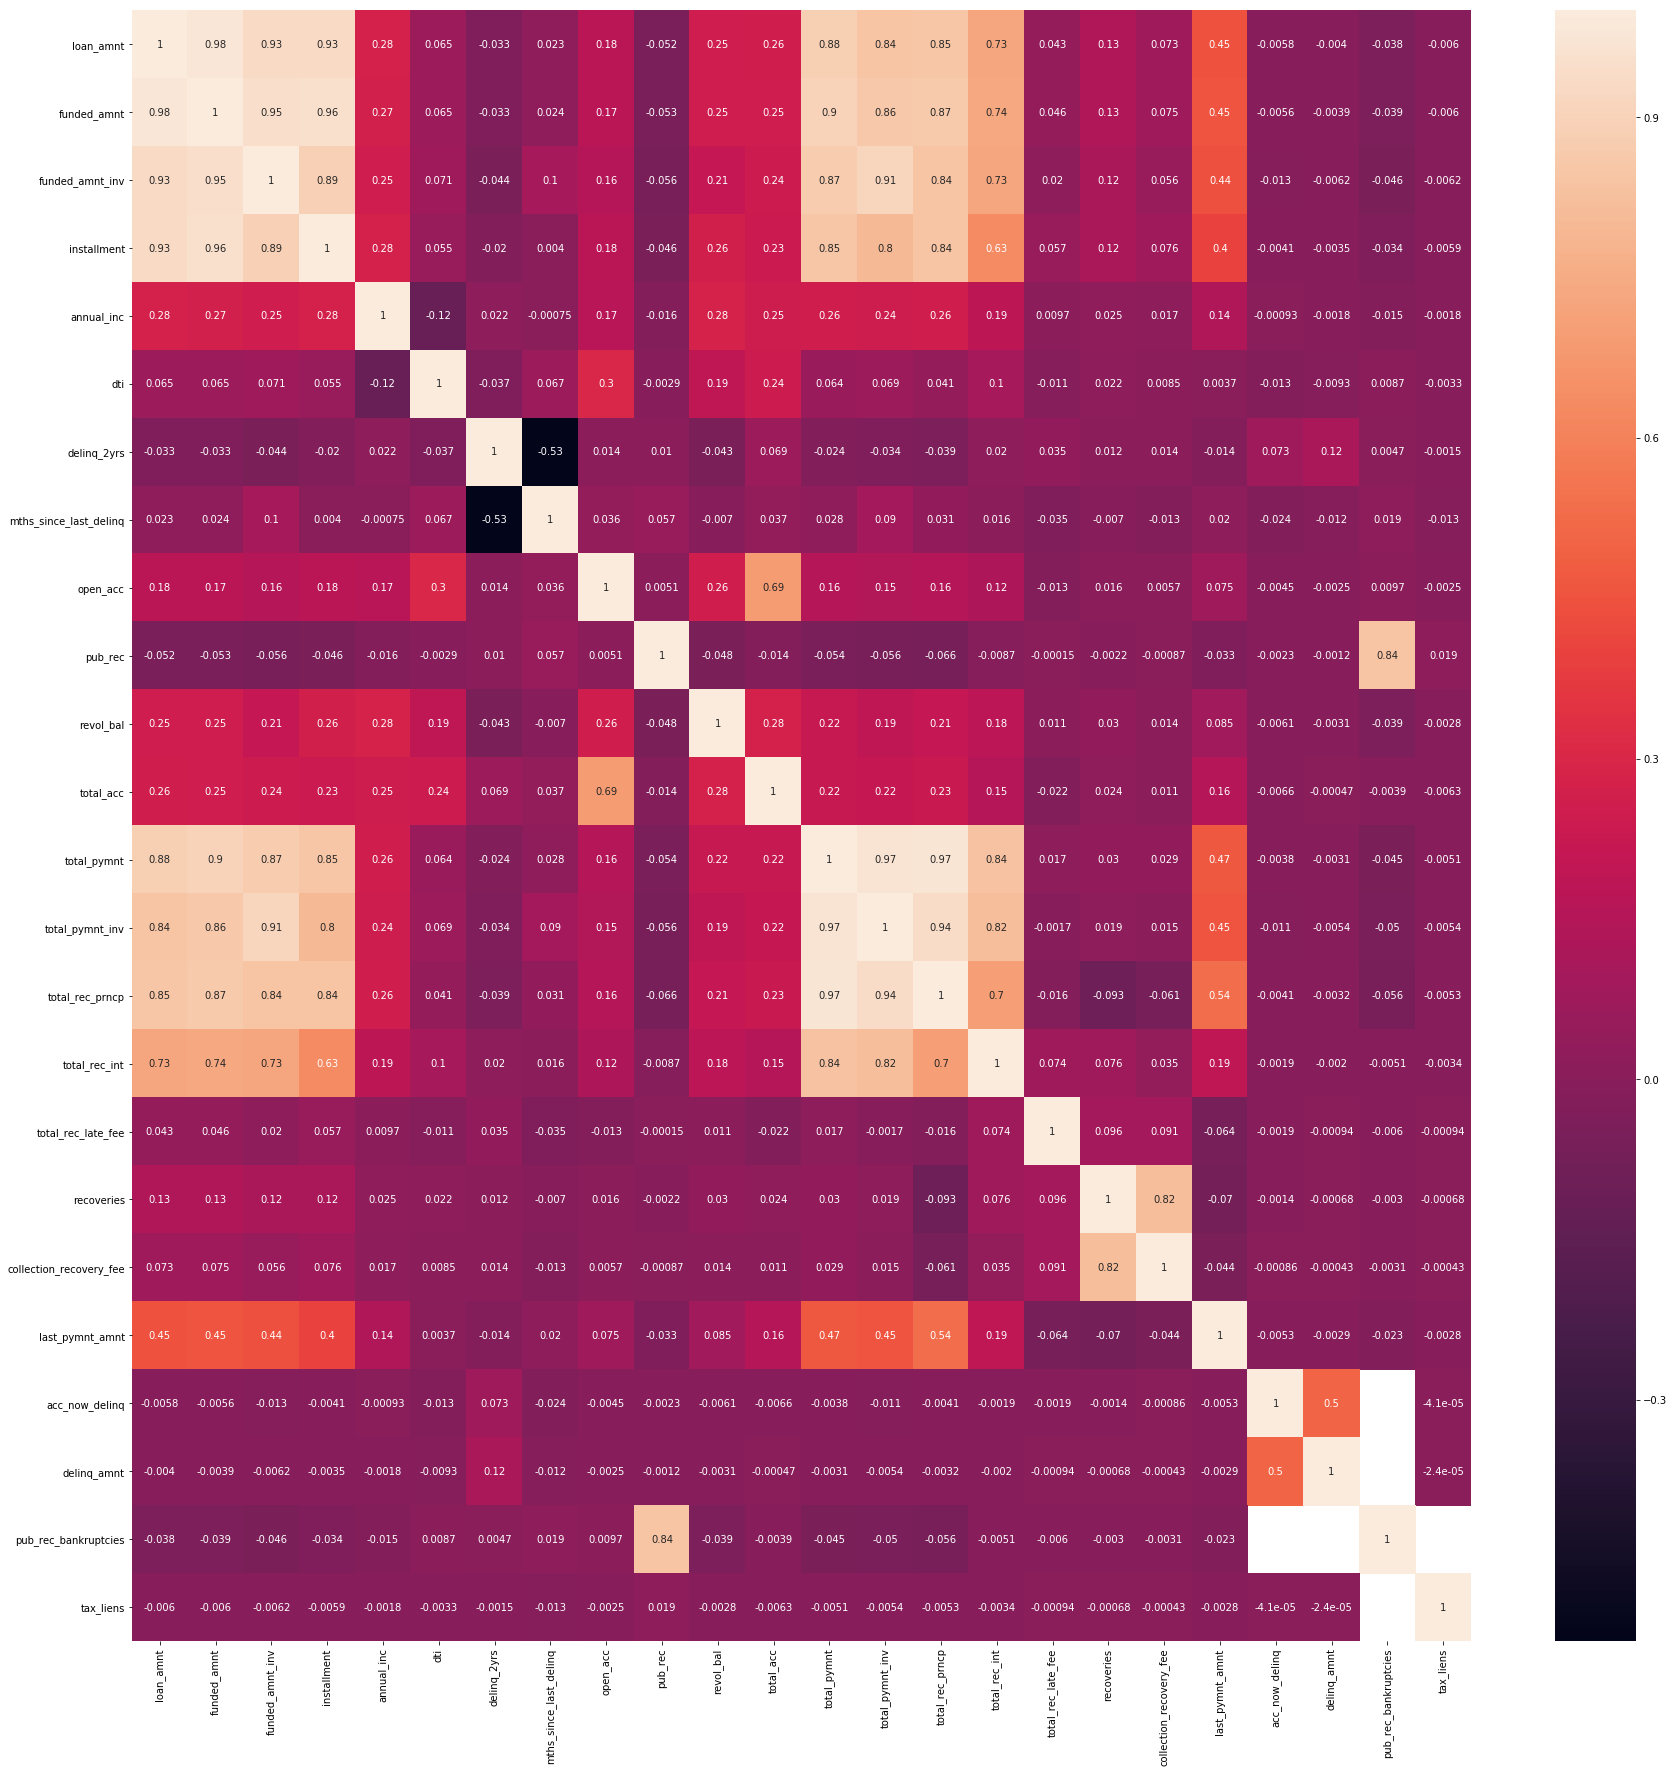 loan_amnt 1 0.98 0.93 0.93 0.28 0.065 -0.033 0.023 0.18 -0.052 0.25 0.26 0.88 0.84 0.85 0.73 0.043 0.13 0.073 0.45 -0.0058 -0.004 -0.038 -0.006
funded_amnt 0.98 1 0.95 0.96 0.27 0.065 -0.033 0.024 0.17 -0.053 0.25 0.25 0.9 0.86 0.87 0.74 0.046 0.13 0.075 0.45 -0.0056 -0.0039 -0.039 -0.006
funded_amnt_inv 0.93 0.95 1 0.89 0.25 0.071 -0.044 0.1 0.16 -0.056 0.21 0.24 0.87 0.91 0.84 0.73 0.02 0.12 0.056 0.44 -0.013 -0.0062 -0.046 -0.0062
installment 0.93 0.96 0.89 1 0.28 0.055 -0.02 0.004 0.18 -0.046 0.26 0.23 0.85 0.8 0.84 0.63 0.057 0.12 0.076 0.4 -0.0041 -0.0035 -0.034 -0.0059
annual_inc 0.28 0.27 0.25 0.28 1 -0.12 0.022 -0.00075 0.17 -0.016 0.28 0.25 0.26 0.24 0.26 0.19 0.0097 0.025 0.017 0.14 -0.00093 -0.0018 -0.015 -0.0018
dti 0.065 0.065 0.071 0.055 -0.12 1 -0.037 0.067 0.3 -0.0029 0.19 0.24 0.064 0.069 0.041 0.1 -0.011 0.022 0.0085 0.0037 -0.013 -0.0093 0.0087 -0.0033
delinq_2yrs -0.033 -0.033 -0.044 -0.02 0.022 -0.037 1 -0.53 0.014 0.01 -0.043 0.069 -0.024 -0.034 -0.039 0.02 0.035 0.012 0.014 -0.014 0.073 0.12 0.0047 -0.0015
mths_since_last_delinq 0.023 0.024 0.1 0.004 -0.00075 0.067 -0.53 1 0.036 0.057 -0.007 0.037 0.028 0.09 0.031 0.016 -0.035 -0.007 -0.013 0.02 -0.024 -0.012 0.019 -0.013
open_acc 0.18 0.17 0.16 0.18 0.17 0.3 0.014 0.036 1 0.0051 0.26 0.69 0.16 0.15 0.16 0.12 -0.013 0.016 0.0057 0.075 -0.0045 -0.0025 0.0097 -0.0025
pub_rec -0.052 -0.053 -0.056 -0.046 -0.016 -0.0029 0.01 0.057 0.0051 1 -0.048 -0.014 -0.054 -0.056 -0.066 -0.0087 -0.00015 -0.0022 -0.00087 -0.033 -0.0023 -0.0012 0.84 0.019
revol_bal 0.25 0.25 0.21 0.26 0.28 0.19 -0.043 -0.007 0.26 -0.048 1 0.28 0.22 0.19 0.21 0.18 0.011 0.03 0.014 0.085 -0.0061 -0.0031 -0.039 -0.0028
total_acc 0.26 0.25 0.24 0.23 0.25 0.24 0.069 0.037 0.69 -0.014 0.28 1 0.22 0.22 0.23 0.15 -0.022 0.024 0.011 0.16 -0.0066 -0.00047 -0.0039 -0.0063
total_pymnt 0.88 0.9 0.87 0.85 0.26 0.064 -0.024 0.028 0.16 -0.054 0.22 0.22 1 0.97 0.97 0.84 0.017 0.03 0.029 0.47 -0.0038 -0.0031 -0.045 -0.0051
total_pymnt_inv 0.84 0.86 0.91 0.8 0.24 0.069 -0.034 0.09 0.15 -0.056 0.19 0.22 0.97 1 0.94 0.82 -0.0017 0.019 0.015 0.45 -0.011 -0.0054 -0.05 -0.0054
total_rec_prncp 0.85 0.87 0.84 0.84 0.26 0.041 -0.039 0.031 0.16 -0.066 0.21 0.23 0.97 0.94 1 0.7 -0.016 -0.093 -0.061 0.54 -0.0041 -0.0032 -0.056 -0.0053
total_rec_int 0.73 0.74 0.73 0.63 0.19 0.1 0.02 0.016 0.12 -0.0087 0.18 0.15 0.84 0.82 0.7 1 0.074 0.076 0.035 0.19 -0.0019 -0.002 -0.0051 -0.0034
total_rec_late_fee 0.043 0.046 0.02 0.057 0.0097 -0.011 0.035 -0.035 -0.013 -0.00015 0.011 -0.022 0.017 -0.0017 -0.016 0.074 1 0.096 0.091 -0.064 -0.0019 -0.00094 -0.006 -0.00094
recoveries 0.13 0.13 0.12 0.12 0.025 0.022 0.012 -0.007 0.016 -0.0022 0.03 0.024 0.03 0.019 -0.093 0.076 0.096 1 0.82 -0.07 -0.0014 -0.00068 -0.003 -0.00068
collection_recovery_fee 0.073 0.075 0.056 0.076 0.017 0.0085 0.014 -0.013 0.0057 -0.00087 0.014 0.011 0.029 0.015 -0.061 0.035 0.091 0.82 1 -0.044 -0.00086 -0.00043 -0.0031 -0.00043
last_pymnt_amnt 0.45 0.45 0.44 0.4 0.14 0.0037 -0.014 0.02 0.075 -0.033 0.085 0.16 0.47 0.45 0.54 0.19 -0.064 -0.07 -0.044 1 -0.0053 -0.0029 -0.023 -0.0028
acc_now_delinq -0.0058 -0.0056 -0.013 -0.0041 -0.00093 -0.013 0.073 -0.024 -0.0045 -0.0023 -0.0061 -0.0066 -0.0038 -0.011 -0.0041 -0.0019 -0.0019 -0.0014 -0.00086 -0.0053 1 0.5 -4.1e-05
delinq_amnt -0.004 -0.0039 -0.0062 -0.0035 -0.0018 -0.0093 0.12 -0.012 -0.0025 -0.0012 -0.0031 -0.00047 -0.0031 -0.0054 -0.0032 -0.002 -0.00094 -0.00068 -0.00043 -0.0029 0.5 1 -2.4e-05
pub_rec_bankruptcies -0.038 -0.039 -0.046 -0.034 -0.015 0.0087 0.0047 0.019 0.0097 0.84 -0.039 -0.0039 -0.045 -0.05 -0.056 -0.0051 -0.006 -0.003 -0.0031 -0.023 1
tax_liens -0.006 -0.006 -0.0062 -0.0059 -0.0018 -0.0033 -0.0015 -0.013 -0.0025 0.019 -0.0028 -0.0063 -0.0051 -0.0054 -0.0053 -0.0034 -0.00094 -0.00068 -0.00043 -0.0028 -4.1e-05 -2.4e-05 1
loan_amnt funded_amnt funded_amnt_inv installment annual_inc dti delinq_2yrs mths_since_last_delinq open_acc pub_rec revol_bal total_acc total_pymnt total_pymnt_inv total_rec_prncp total_rec_int total_rec_late_fee recoveries collection_recovery_fee last_pymnt_amnt acc_now_delinq delinq_amnt pub_rec_bankruptcies tax_liens
0.9
0.6
0.3
0.0
−0.3